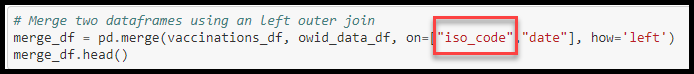 # Merge two dataframes using an left outer join
merge_df = pd.merge(vaccinations_df, owid_data_df, on=["iso_code","date"], how='left')
merge_df.head()